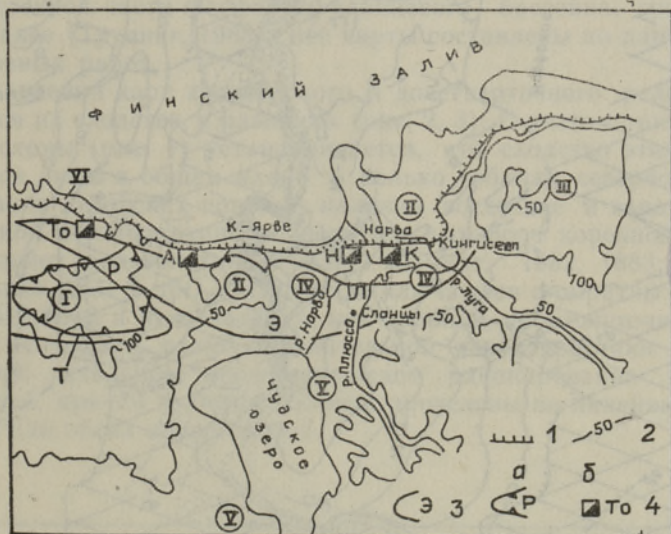 ФИНСКИЙ ЗАЛИВ
VI
То
К.-ЯРВЕ
Нарва
II
Кингисепп
III
50
100
Р
А
Н
К
I
II
IV
IV
УЛ
50
Э
р. Нарва
Сланцы
50
р. Луга
50
Т
100
р. Плюсса
Чудское
озеро
V
V
1
50 2
а б
Э 3
Р
То 4